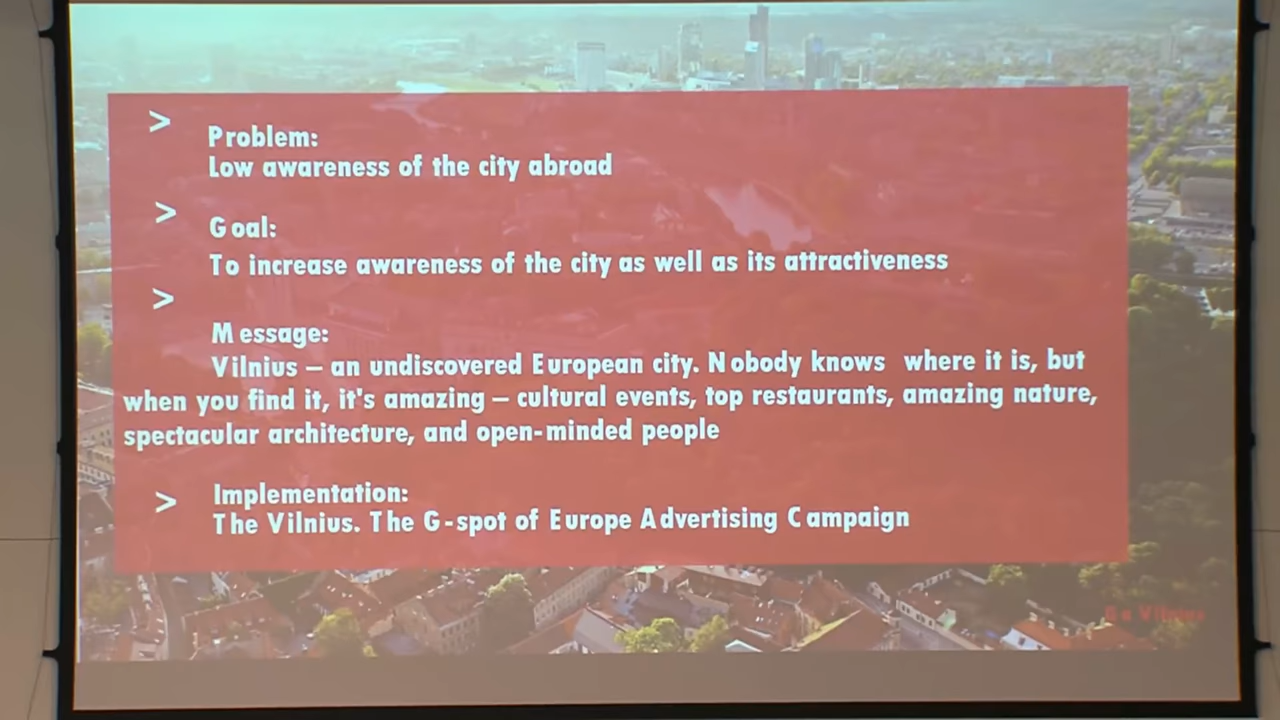 > Problem:
Low awareness of the city abroad
> Goal:
To increase awareness of the city as well as its attractiveness
>
Message:
Vilnius – an undiscovered European city. Nobody knows where it is, but
when you find it, it's amazing – cultural events, top restaurants, amazing nature,
spectacular architecture, and open-minded people
> Implementation:
The Vilnius. The G-spot of Europe Advertising Campaign
Go Vilnius